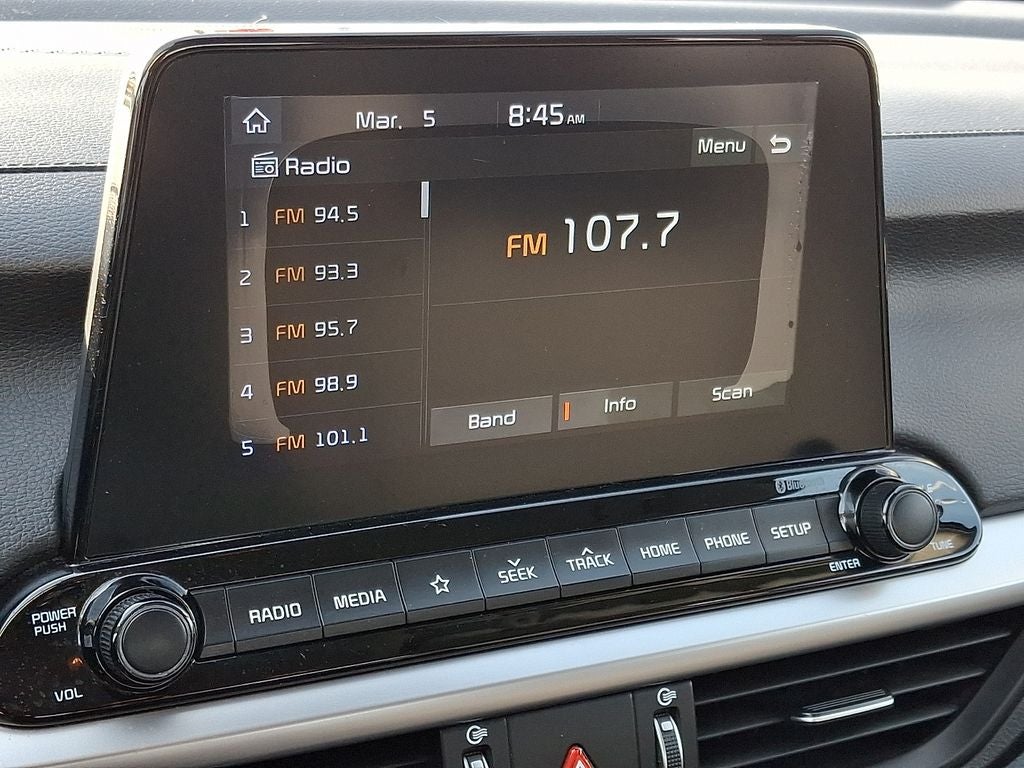 Mar. 5 8:45 AM
Radio Menu
1 FM 94.5
FM 107.7
2 FM 93.3
3 FM 95.7
4 FM 98.9
5 FM 101.1
Band Info Scan
POWER
PUSH
VOL
RADIO MEDIA SEEK TRACK HOME PHONE SETUP
ENTER
TUNE